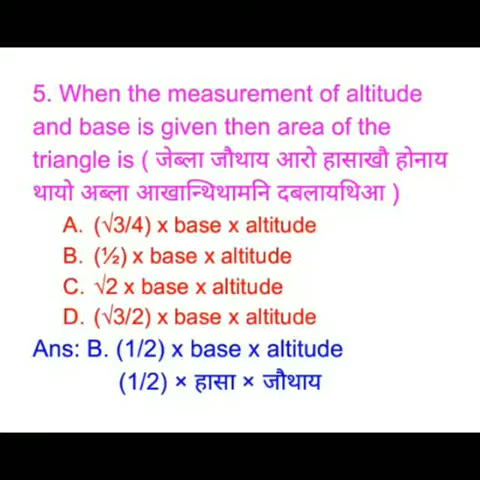 5. When the measurement of altitude
and base is given then area of the
triangle is ( जेब्ला जौथाय आरो हासाखौ होनाय
थायो अब्ला आखान्थिथामनि दबलायथिआ )
A. (√3/4) x base x altitude
B. (½) x base x altitude
C. √2 x base x altitude
D. (√3/2) x base x altitude
Ans: B. (1/2) x base x altitude
(1/2) × हासा × जौथाय